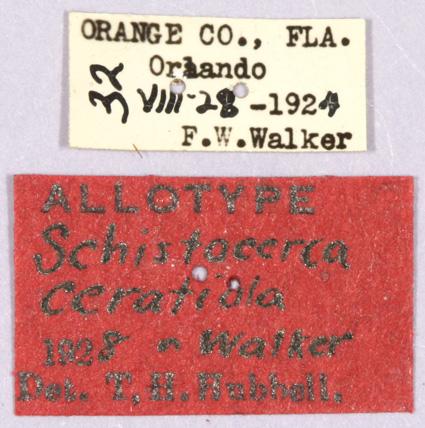 ORANGE CO., FLA.
Orlando
32 VIII-28-1924
F.W.Walker
ALLOTYPE
Schistocerca
ceratiola
1928 n Walker
Det. T.H. Hubbell.